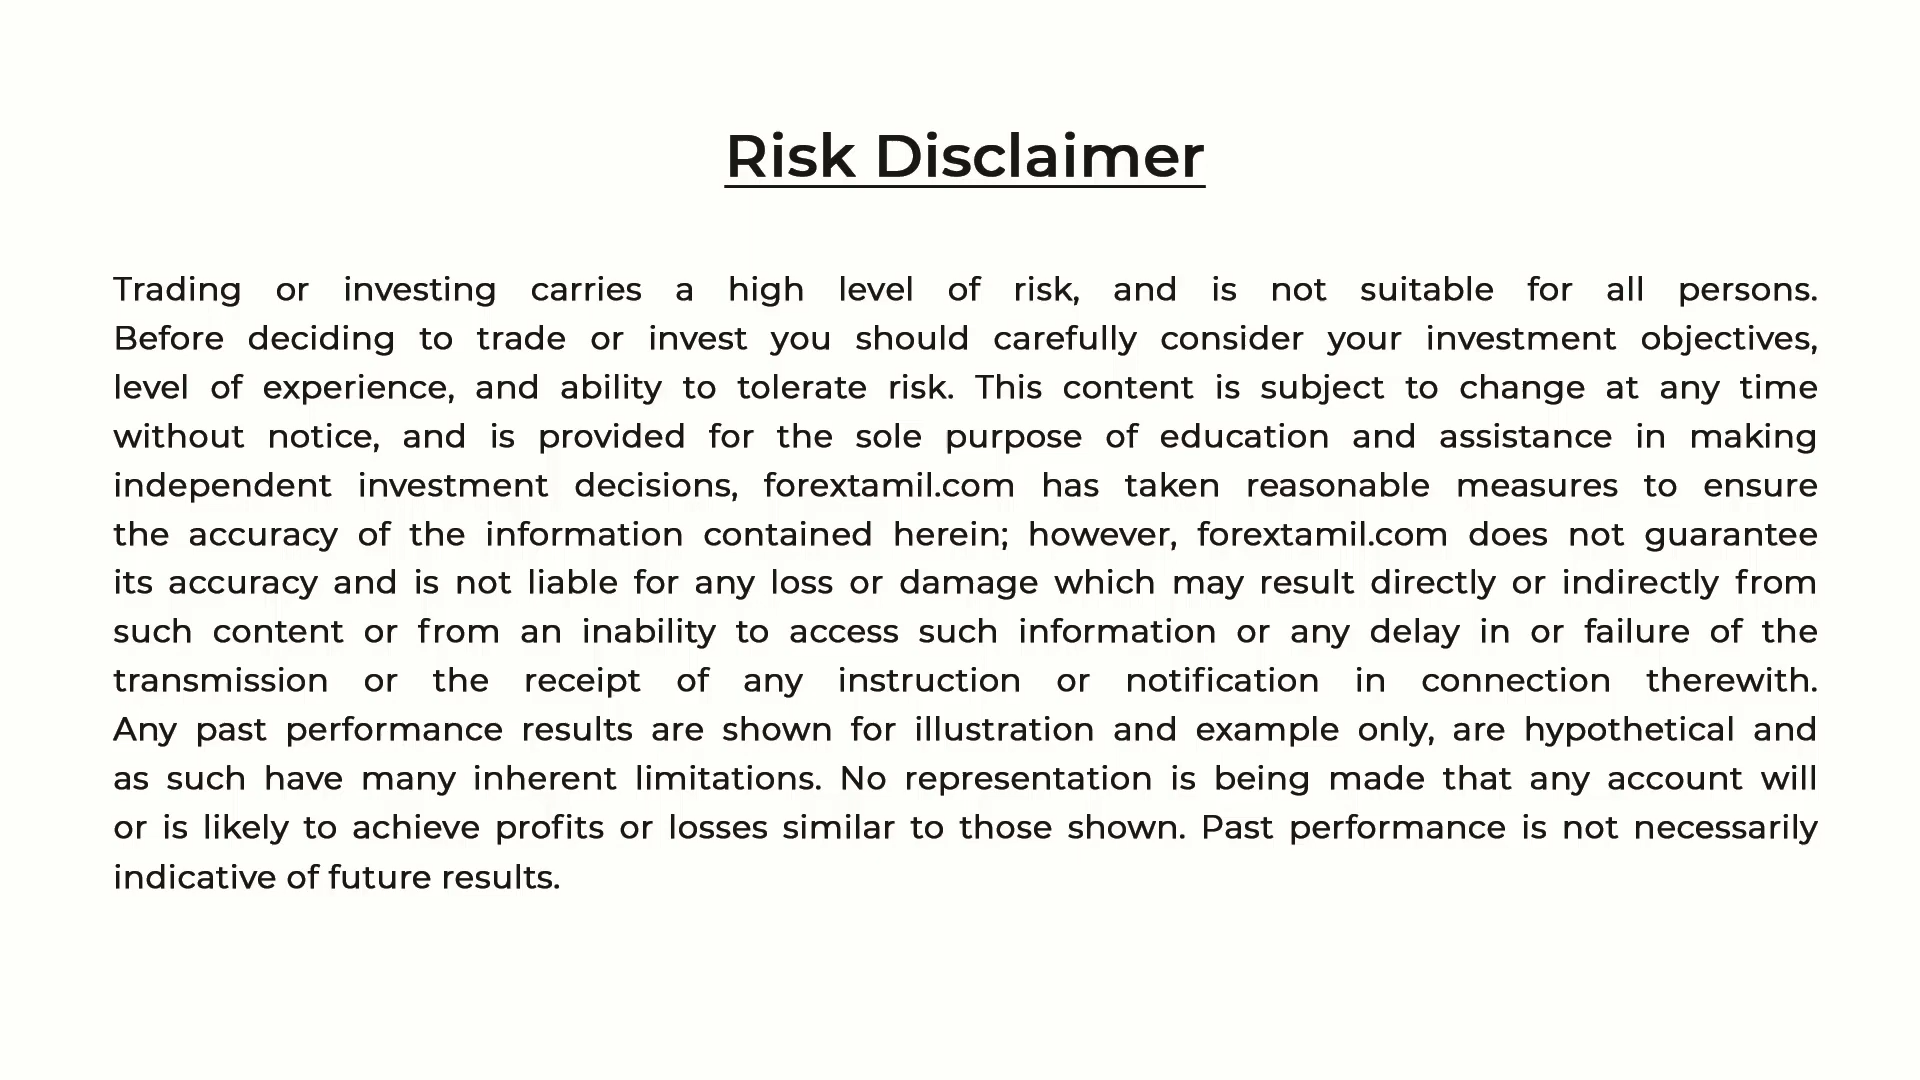 Risk Disclaimer
Trading or investing carries a high level of risk, and is not suitable for all persons.
Before deciding to trade or invest you should carefully consider your investment objectives,
level of experience, and ability to tolerate risk. This content is subject to change at any time
without notice, and is provided for the sole purpose of education and assistance in making
independent investment decisions, forextamil.com has taken reasonable measures to ensure
the accuracy of the information contained herein; however, forextamil.com does not guarantee
its accuracy and is not liable for any loss or damage which may result directly or indirectly from
such content or from an inability to access such information or any delay in or failure of the
transmission or the receipt of any instruction or notification in connection therewith.
Any past performance results are shown for illustration and example only, are hypothetical and
as such have many inherent limitations. No representation is being made that any account will
or is likely to achieve profits or losses similar to those shown. Past performance is not necessarily
indicative of future results.